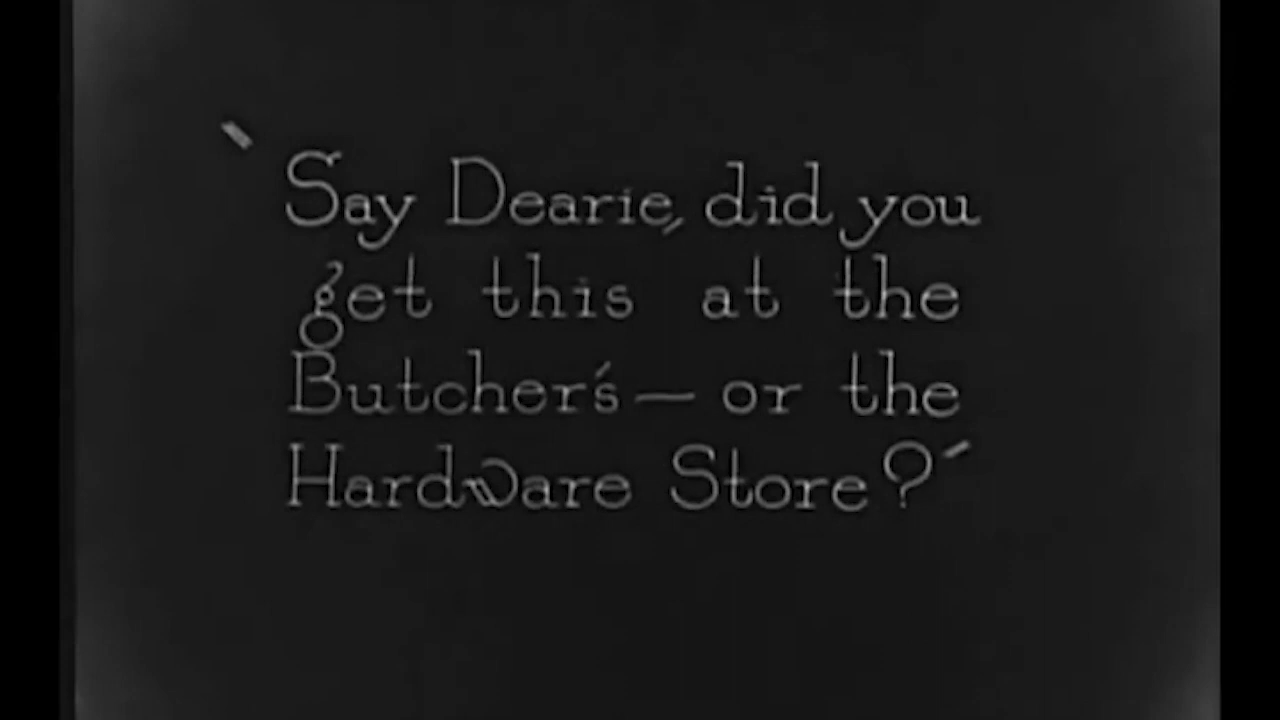 `Say Dearie, did you
get this at the
Butcher's — or the
Hardware Store?´